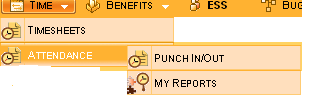 TIME BENEFITS ESS BUG
TIMESHEETS
ATTENDANCE PUNCH IN/OUT
MY REPORTS